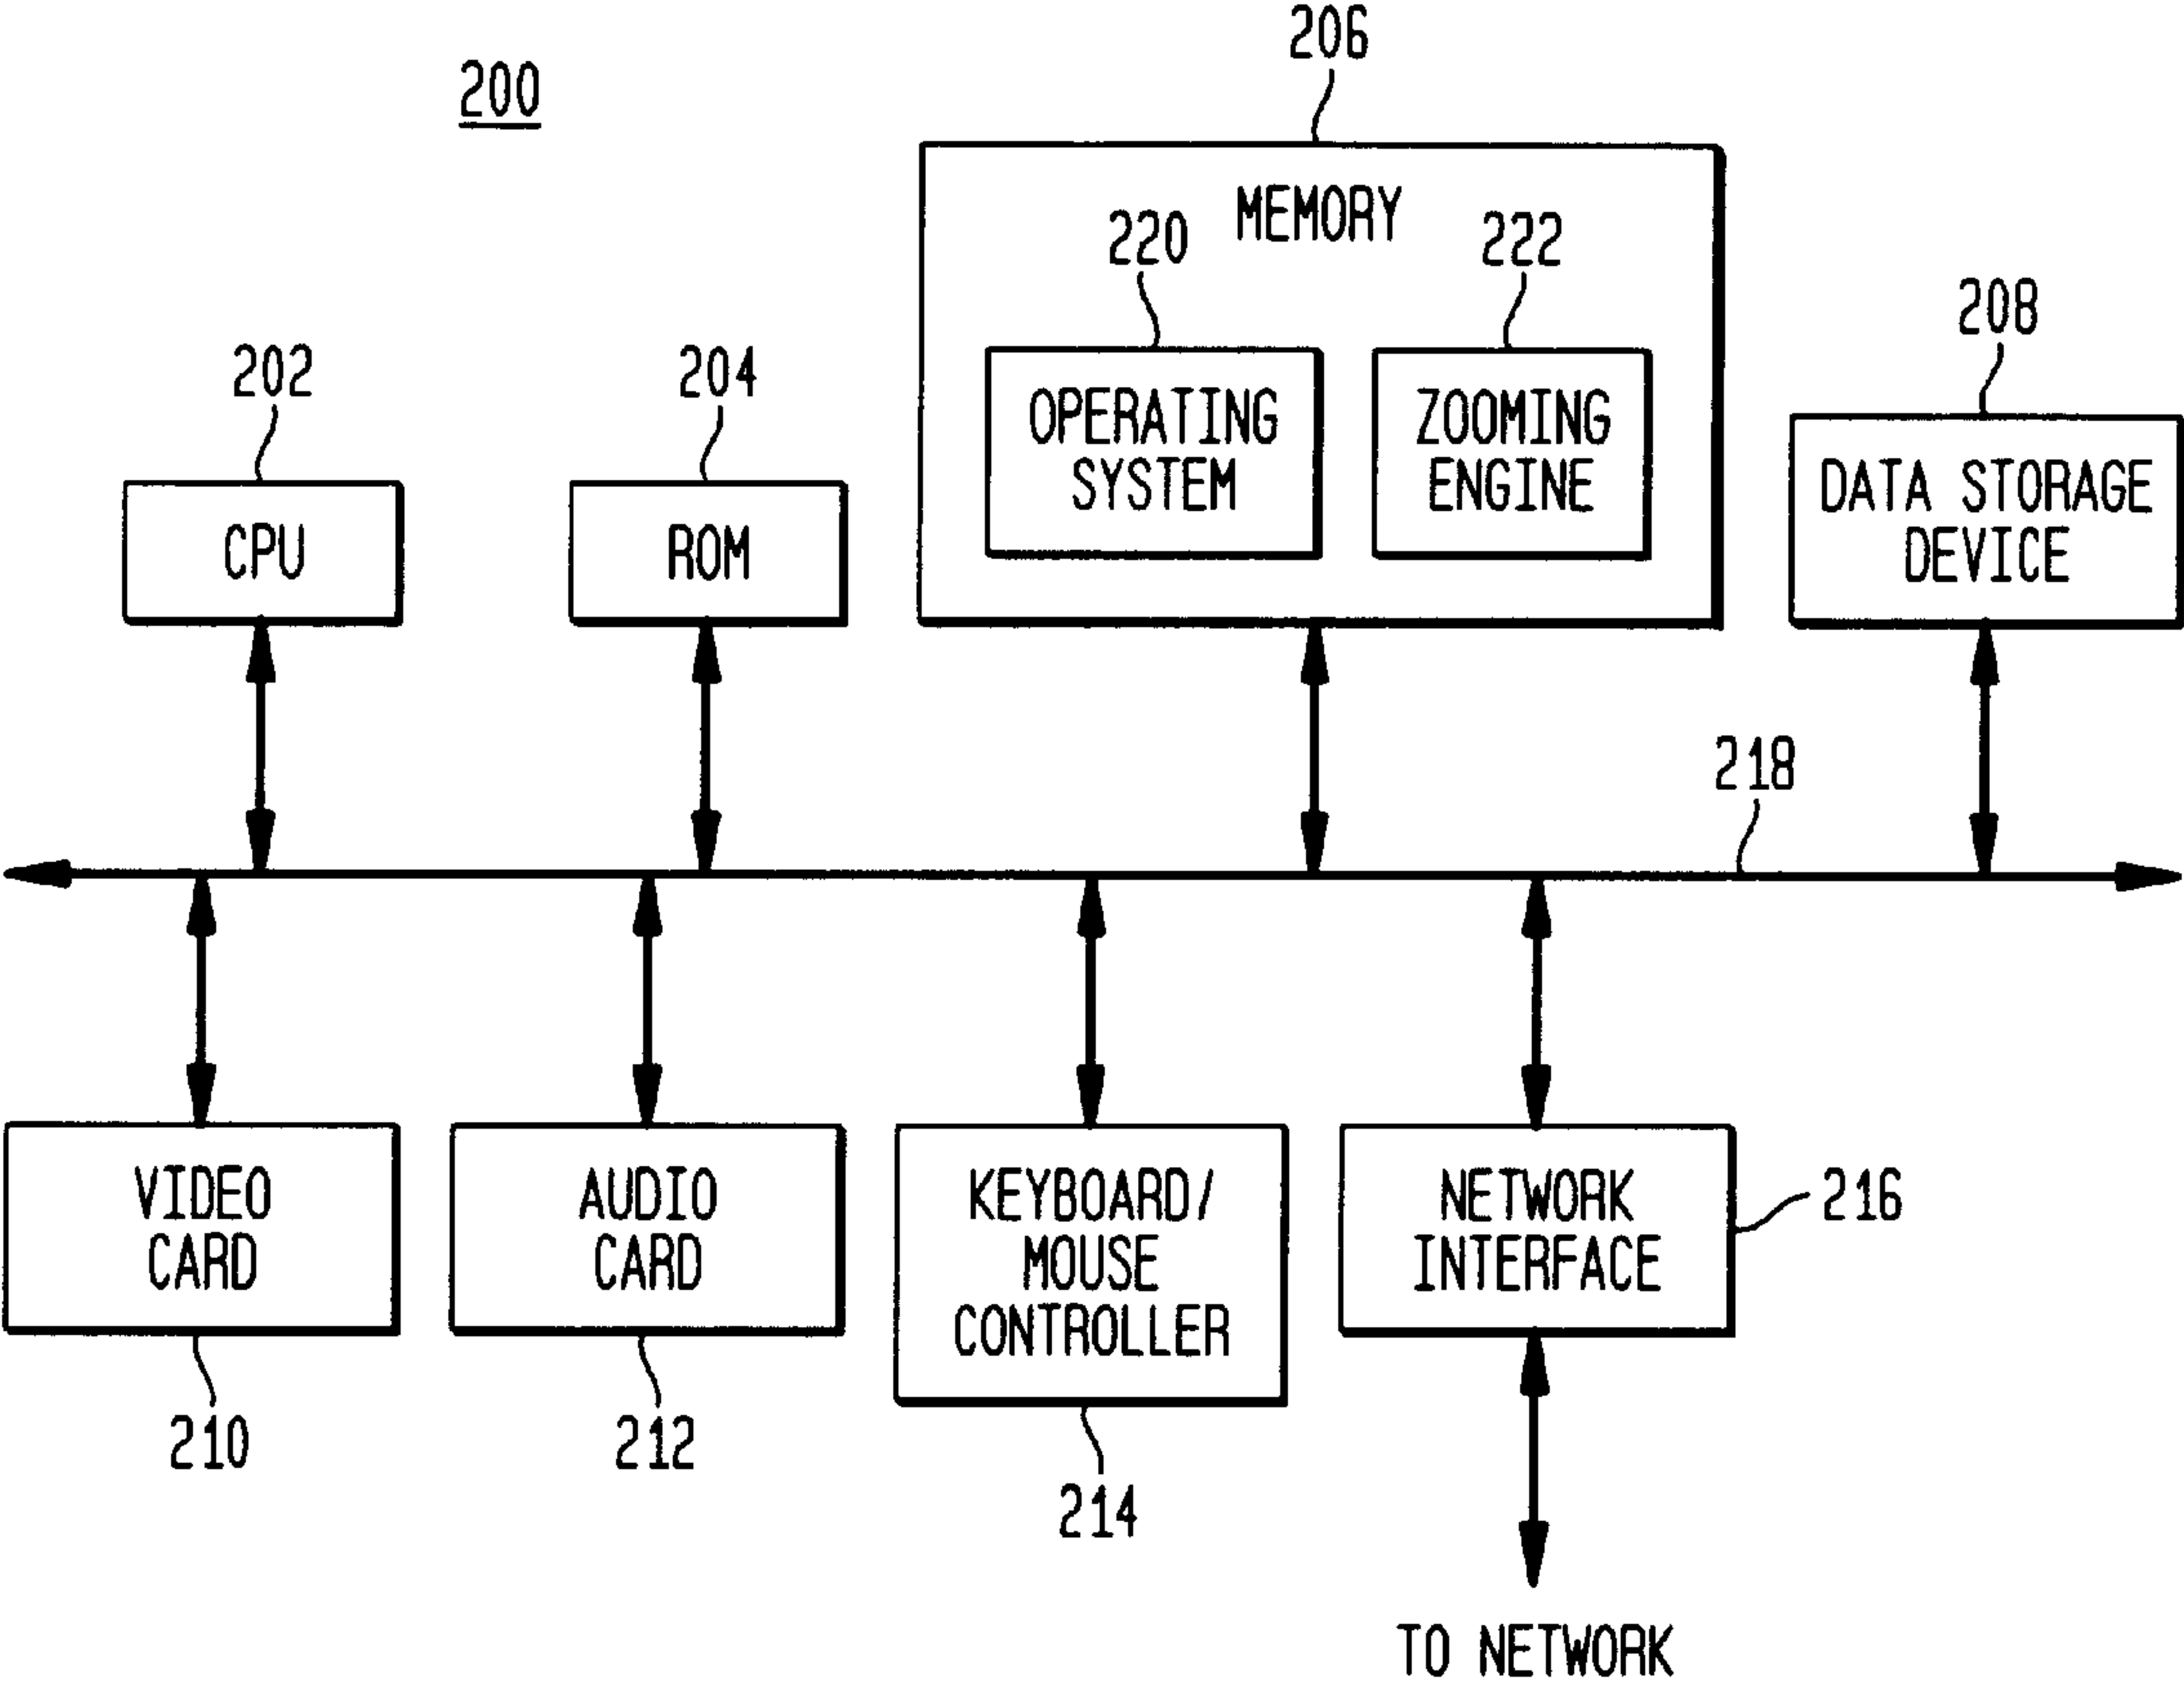 206
200
MEMORY
220
222
208
202
204
OPERATING
SYSTEM
ZOOMING
ENGINE
DATA STORAGE
DEVICE
CPU
ROM
218
VIDEO
CARD
AUDIO
CARD
KEYBOARD/
MOUSE
CONTROLLER
NETWORK
INTERFACE
216
210
212
214
TO NETWORK